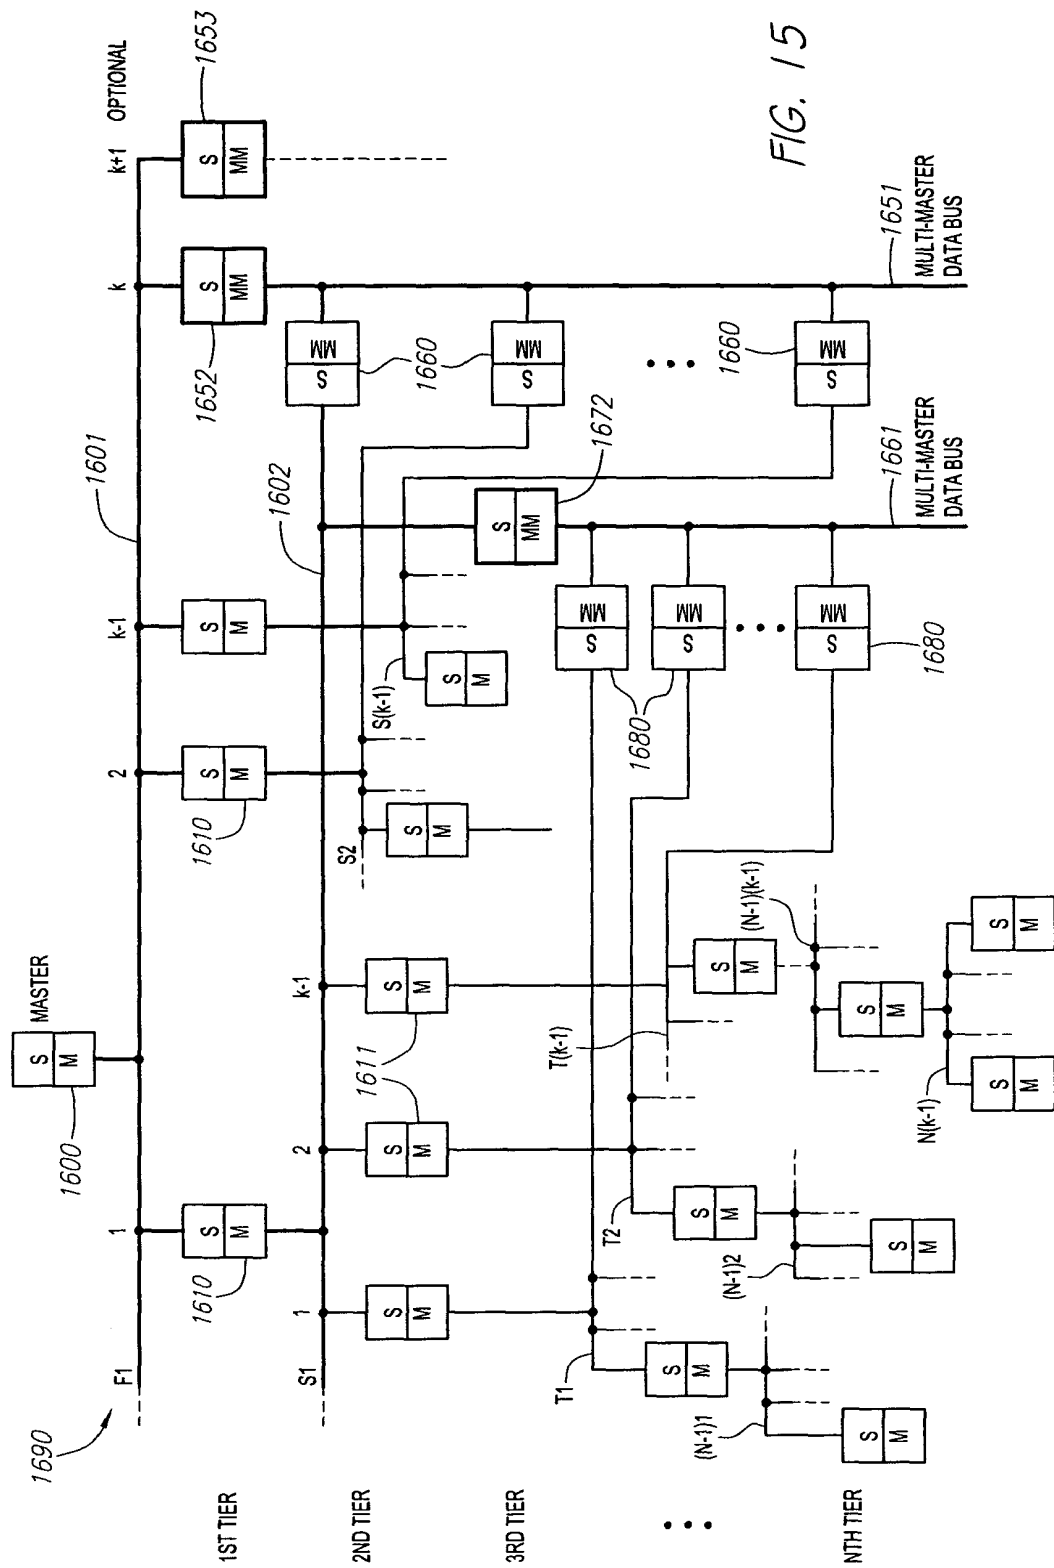 1690
F1
1
1600
MASTER
S
M
2
k-1
1601
k
k+1
OPTIONAL
1ST TIER
1610
S
M
1610
S
M
S
M
1652
S
MM
S
MM
1653
2ND TIER
S1
1
2
k-1
1602
S
M
S
M
1611
S
M
S2
S
M
S(k-1)
S
M
S
MM
1660
S
MM
1660
S
MM
1660
1651
MULTI-MASTER
DATA BUS
3RD TIER
T1
T2
T(k-1)
S
MM
1672
S
MM
S
MM
1680
S
MM
1680
1661
MULTI-MASTER
DATA BUS
S
M
S
M
S
M
(N-1)1
(N-1)2
(N-1)(k-1)
NTH TIER
S
M
S
M
S
M
N(k-1)
S
M
S
M
FIG. 15